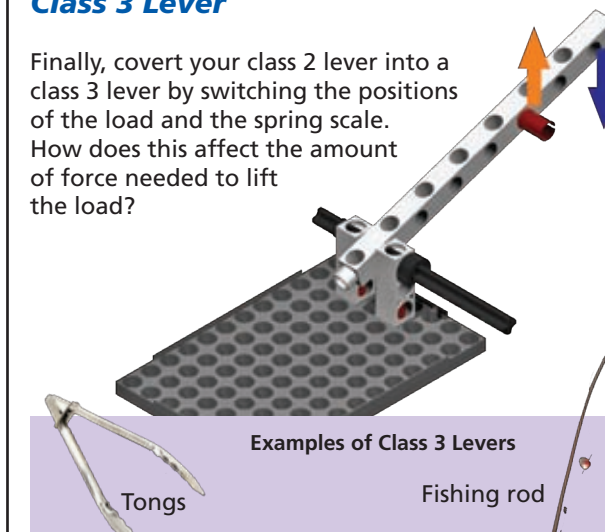 Class 3 Lever
Finally, covert your class 2 lever into a
class 3 lever by switching the positions
of the load and the spring scale.
How does this affect the amount
of force needed to lift
the load?
Examples of Class 3 Levers
Tongs
Fishing rod